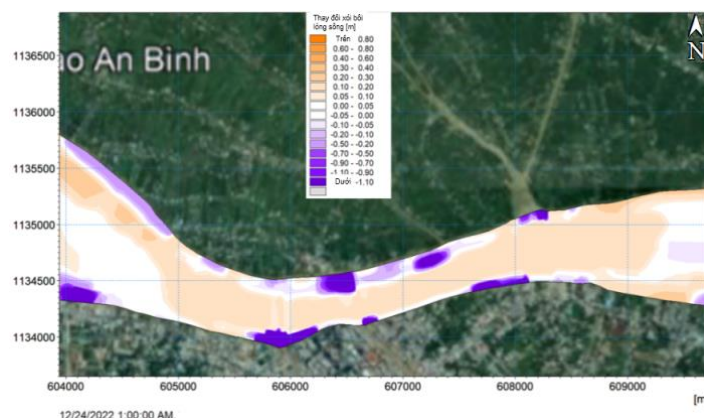 Thay đổi xói bồi
lòng sông [m]
Trên 0.80
0.60 - 0.80
0.40 - 0.60
0.30 - 0.40
0.20 - 0.30
0.10 - 0.20
0.05 - 0.10
0.00 - 0.05
-0.05 - 0.00
-0.10 - -0.05
-0.20 - -0.10
-0.50 - -0.20
-0.70 - -0.50
-0.90 - -0.70
-1.10 - -0.90
Dưới -1.10
N
ao An Binh
1136500
1136000
1135500
1135000
1134500
1134000
604000 605000 606000 607000 608000 609000
[m
12/24/2022 1:00:00 AM,